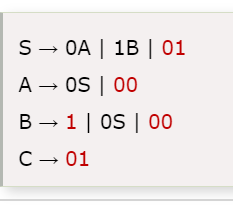 S → 0A | 1B | 01
A → 0S | 00
B → 1 | 0S | 00
C → 01